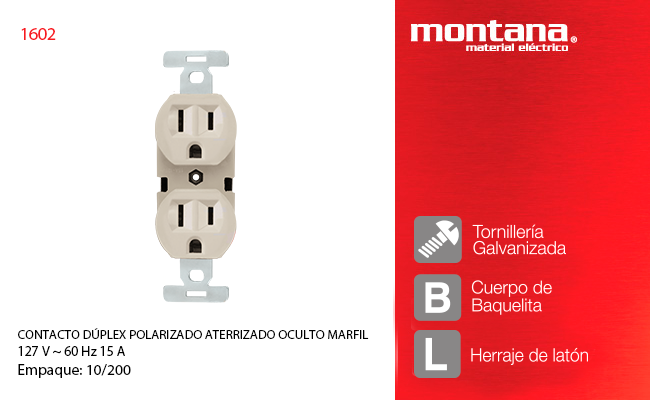 1602
montana®
material eléctrico
Tornillería
Galvanizada
B
Cuerpo de
Baquelita
L
Herraje de latón
CONTACTO DÚPLEX POLARIZADO ATERRIZADO OCULTO MARFIL
127 V ~ 60 Hz 15 A
Empaque: 10/200